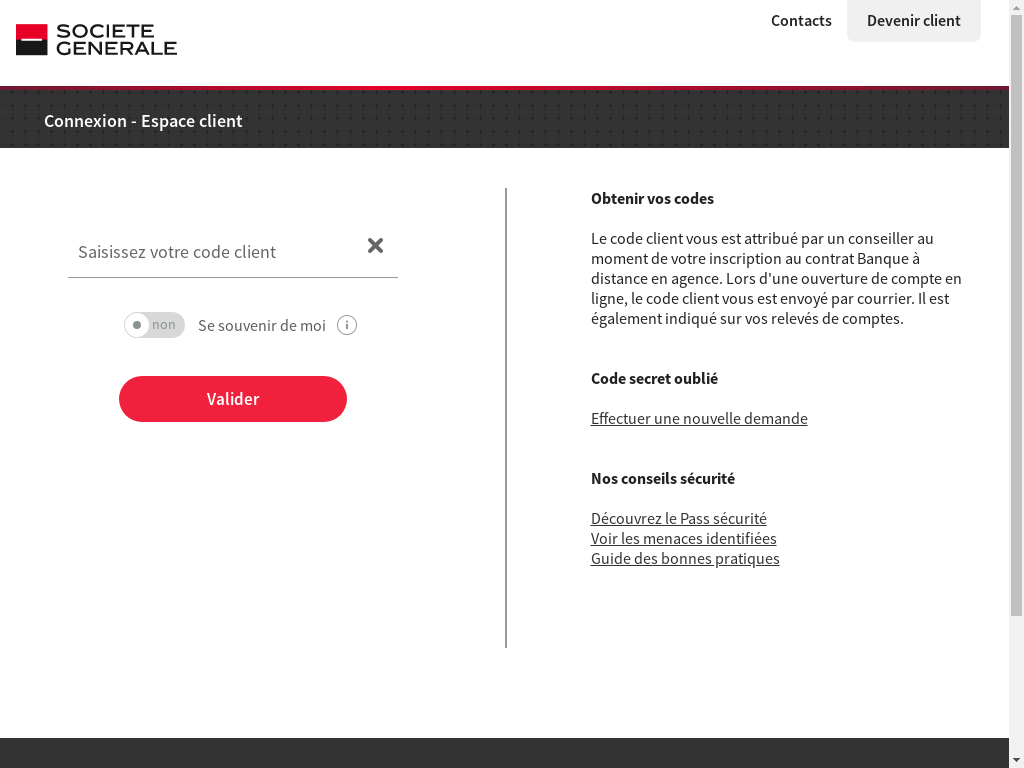 SOCIETE
GENERALE
Contacts
Devenir client
Connexion - Espace client
Saisissez votre code client
non
Se souvenir de moi
Valider
Obtenir vos codes
Le code client vous est attribué par un conseiller au
moment de votre inscription au contrat Banque à
distance en agence. Lors d'une ouverture de compte en
ligne, le code client vous est envoyé par courrier. Il est
également indiqué sur vos relevés de comptes.
Code secret oublié
Effectuer une nouvelle demande
Nos conseils sécurité
Découvrez le Pass sécurité
Voir les menaces identifiées
Guide des bonnes pratiques